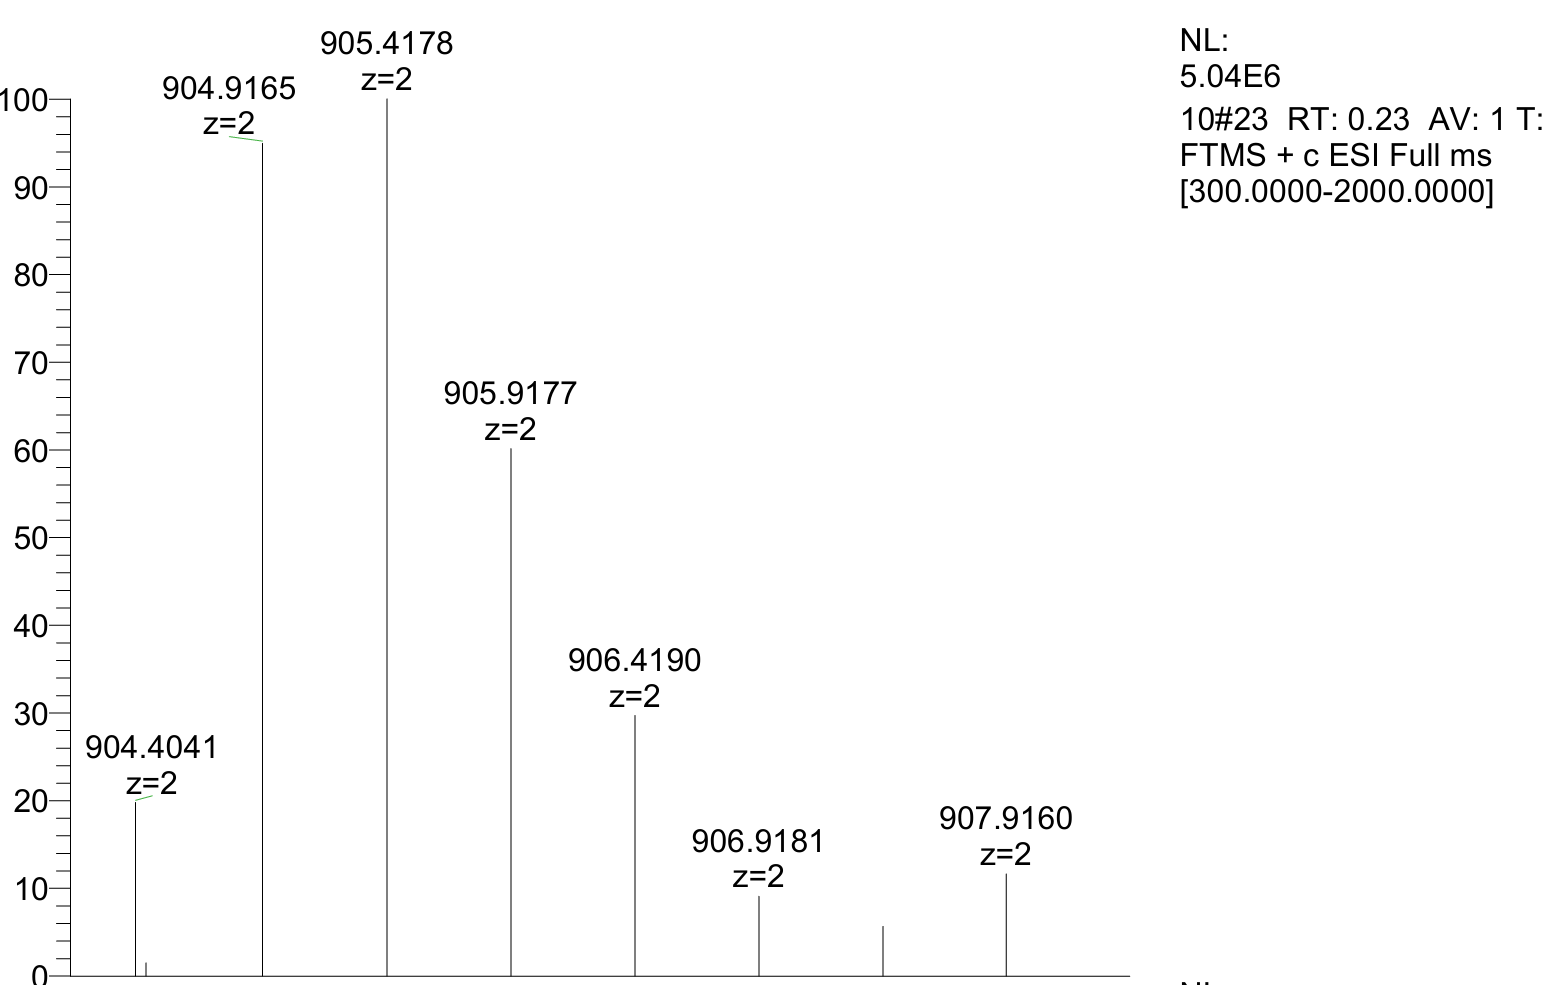 NL:
5.04E6
10#23 RT: 0.23 AV: 1 T:
FTMS + c ESI Full ms
[300.0000-2000.0000]
905.4178
z=2
904.9165
z=2
905.9177
z=2
906.4190
z=2
904.4041
z=2
906.9181
z=2
907.9160
z=2
100
90
80
70
60
50
40
30
20
10
0